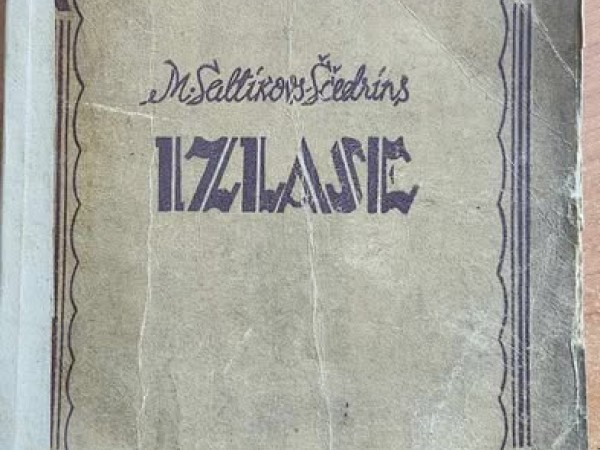 M. Saltikovs-Ščedrins
IZLASE